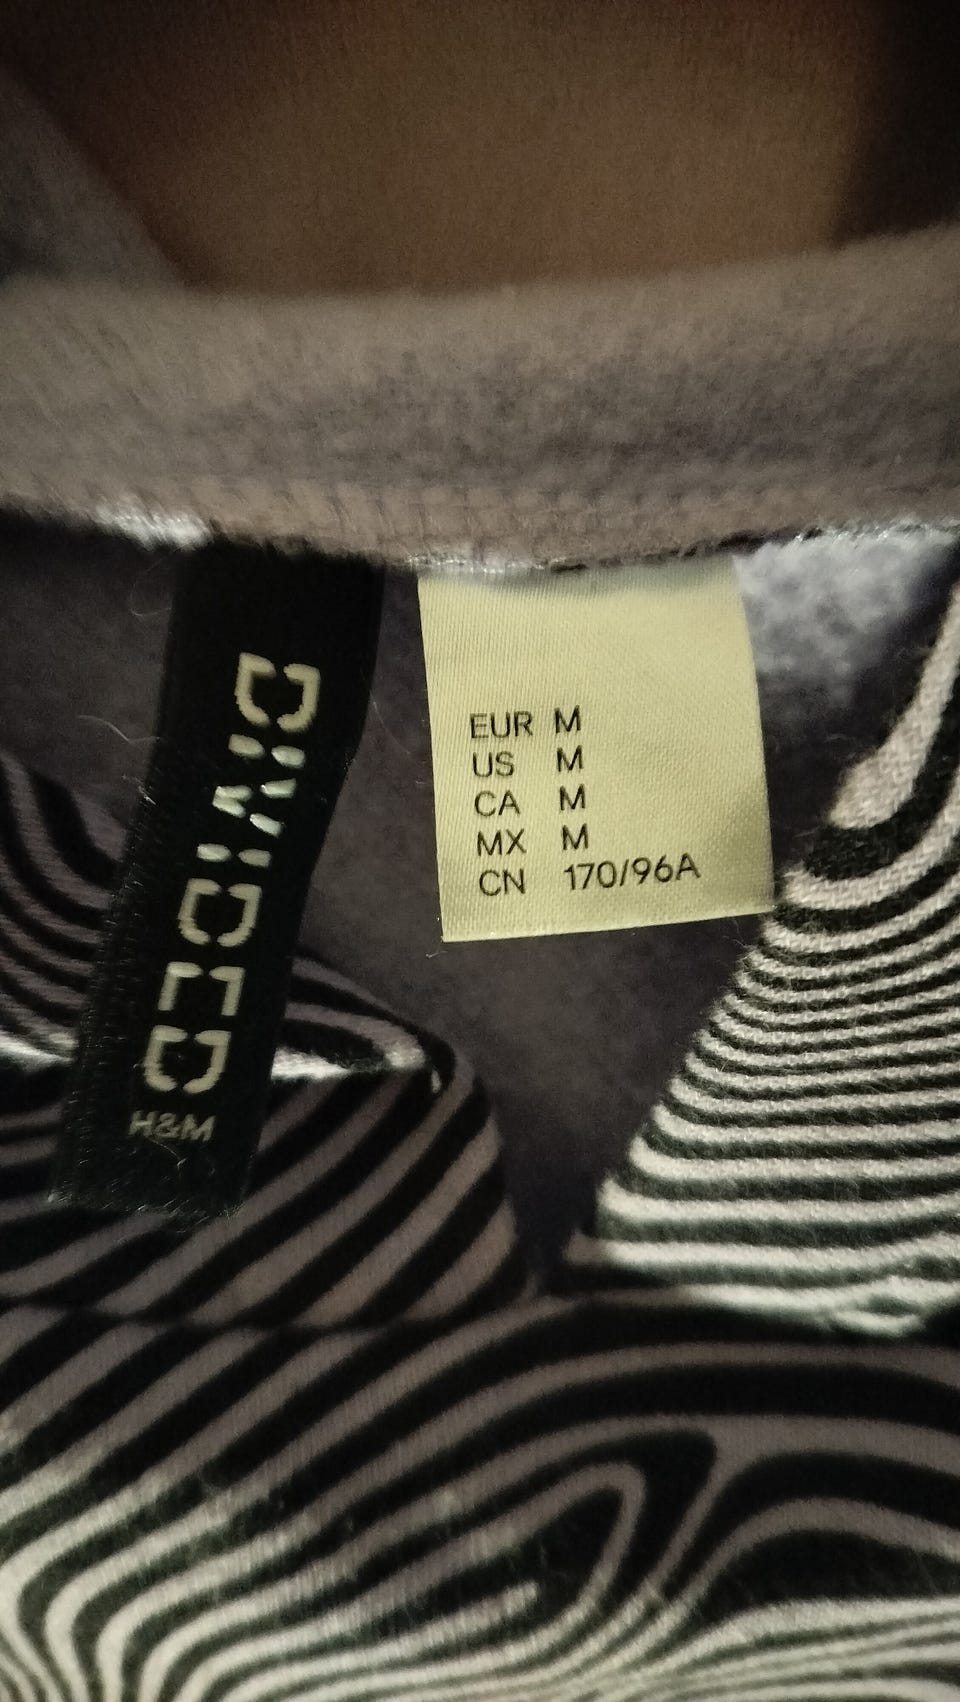 DIVIDED
H&M
EUR M
US M
CA M
MX M
CN 170/96A